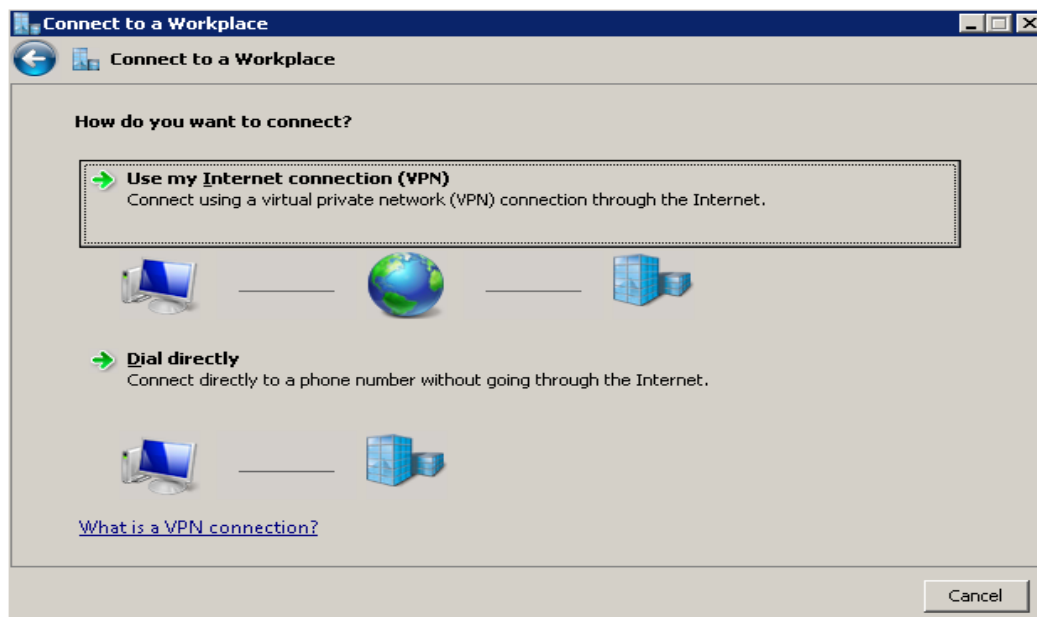 Connect to a Workplace
Connect to a Workplace
How do you want to connect?
Use my Internet connection (VPN)
Connect using a virtual private network (VPN) connection through the Internet.
Dial directly
Connect directly to a phone number without going through the Internet.
What is a VPN connection?
Cancel